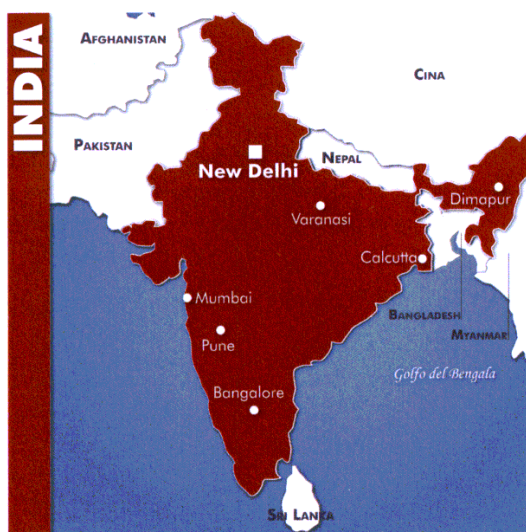 INDIA
AFGHANISTAN
CINA
PAKISTAN
NEPAL
New Delhi
Dimapur
Varanasi
Calcutta
Mumbai
BANGLADESH
Pune
MYANMAR
Golfo del Bengala
Bangalore
SRI LANKA